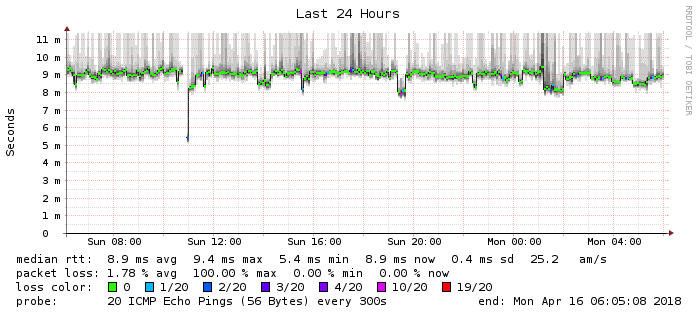 Last 24 Hours
RRDTOOL / TOBI OETIKER
Seconds
11 m
10 m
9 m
8 m
7 m
6 m
5 m
4 m
3 m
2 m
1 m
0
Sun 08:00 Sun 12:00 Sun 16:00 Sun 20:00 Mon 00:00 Mon 04:00
median rtt: 8.9 ms avg 9.4 ms max 5.4 ms min 8.9 ms now 0.4 ms sd 25.2 am/s
packet loss: 1.78 % avg 100.00 % max 0.00 % min 0.00 % now
loss color: 0 1/20 2/20 3/20 4/20 10/20 19/20
probe: 20 ICMP Echo Pings (56 Bytes) every 300s end: Mon Apr 16 06:05:08 2018